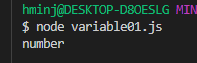 hminj@DESKTOP-D8OESLG MIN
$ node variable01.js
number